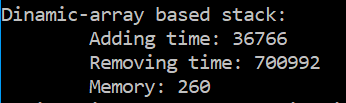 Dinamic-array based stack:
Adding time: 36766
Removing time: 700992
Memory: 260